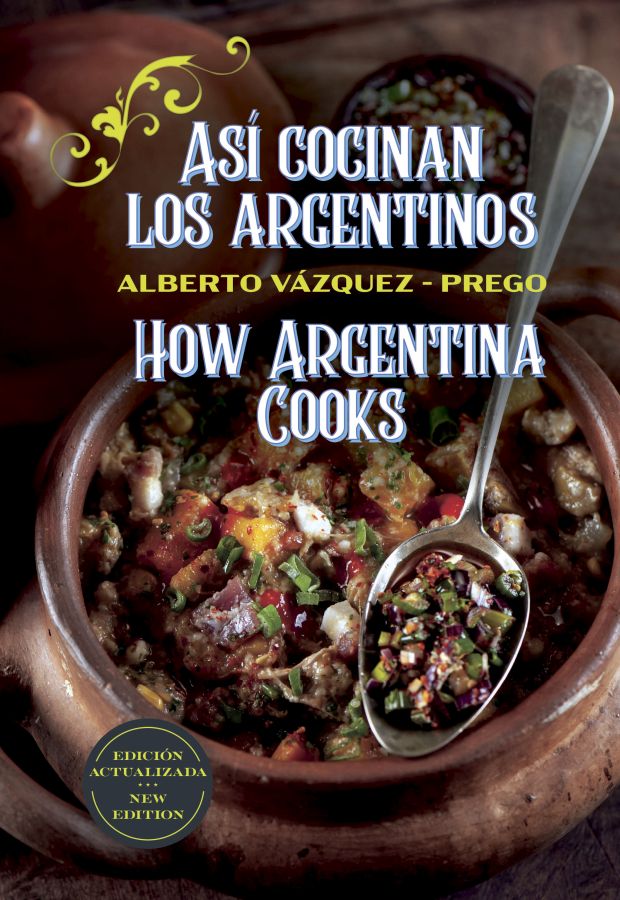 Así cocinan
los argentinos
ALBERTO VÁZQUEZ - PREGO
How Argentina
Cooks
EDICIÓN
ACTUALIZADA
NEW
EDITION